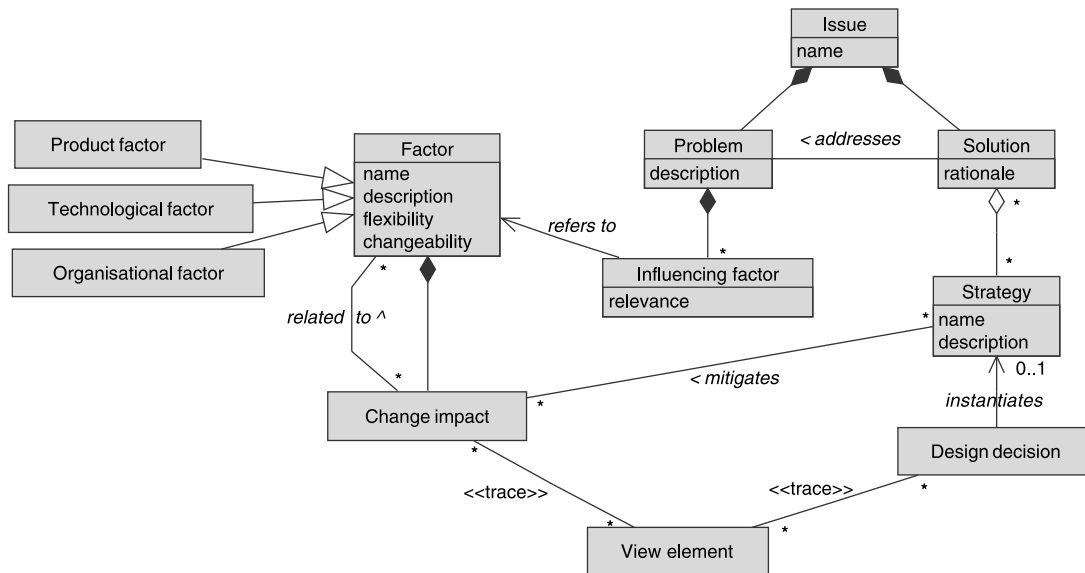 Issue
name
Problem
description
< addresses
Solution
rationale
*
*
Product factor
Technological factor
Organisational factor
Factor
name
description
flexibility
changeability
*
related to ^
*
refers to
*
Influencing factor
relevance
Strategy
name
description
*
0..1
< mitigates
*
instantiates
Change impact
*
Design decision
*
<<trace>>
<<trace>>
*
*
View element